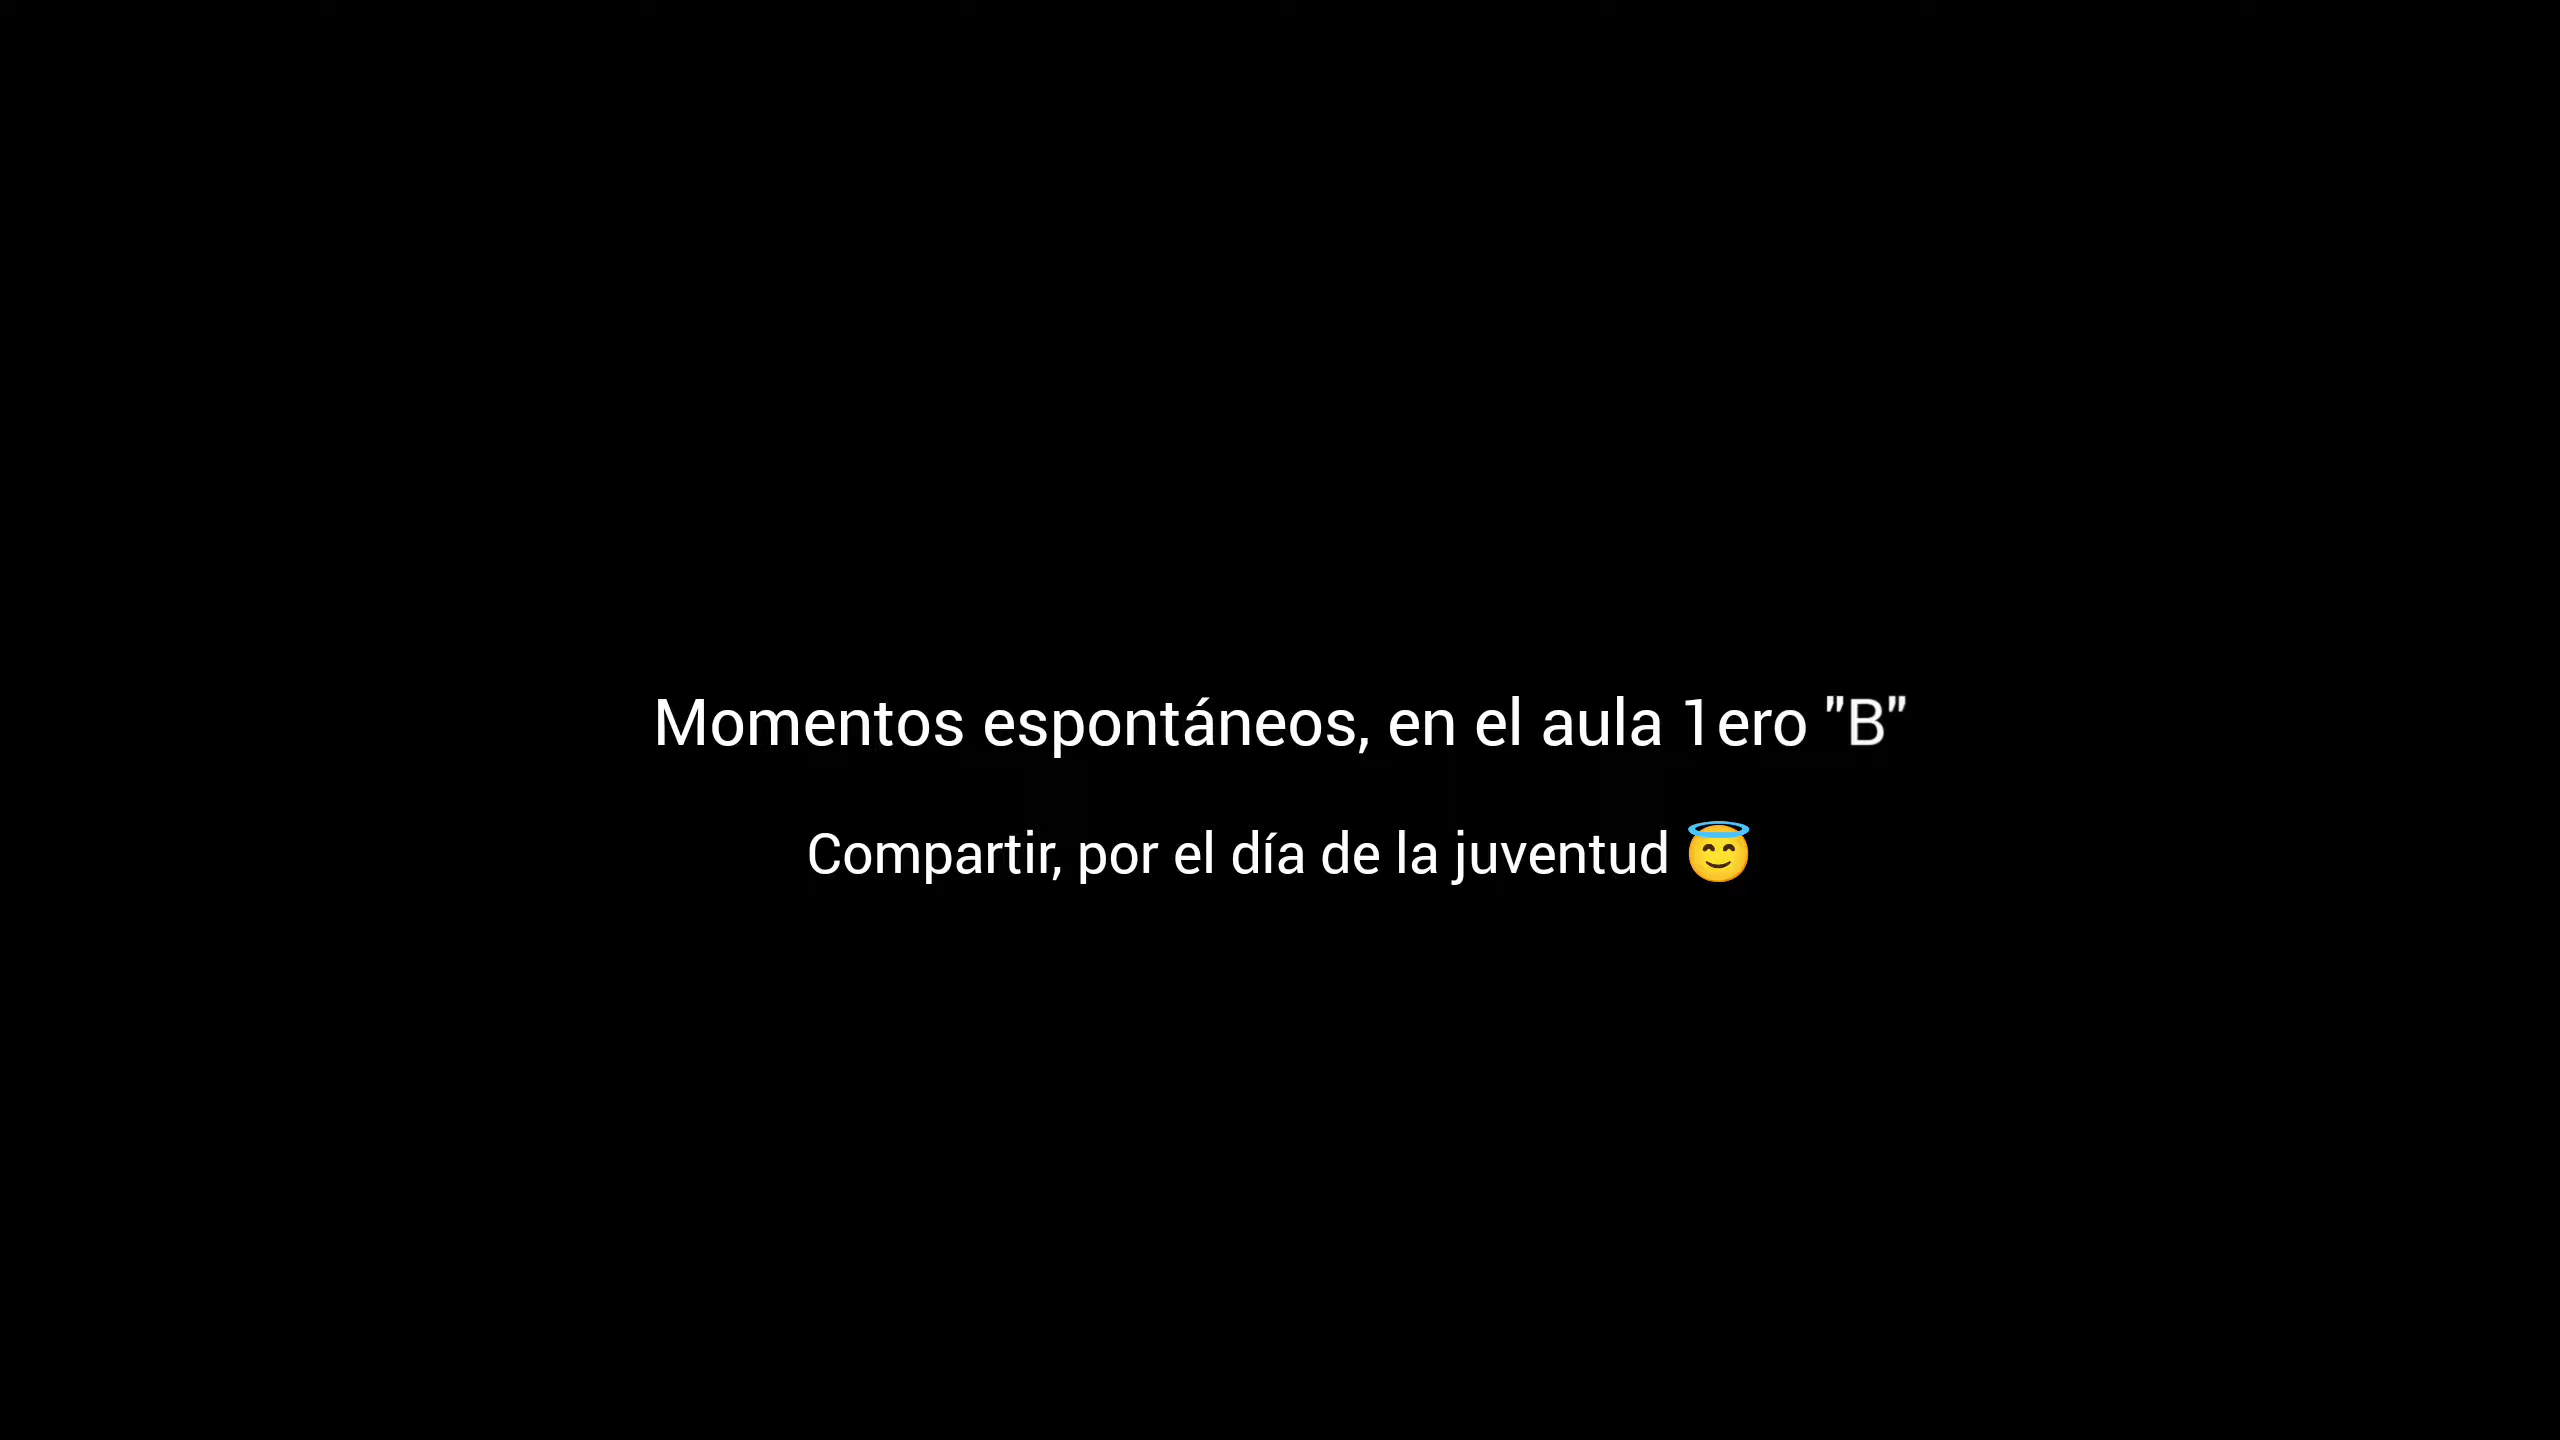 Momentos espontáneos, en el aula 1ero "B"
Compartir, por el día de la juventud 😇